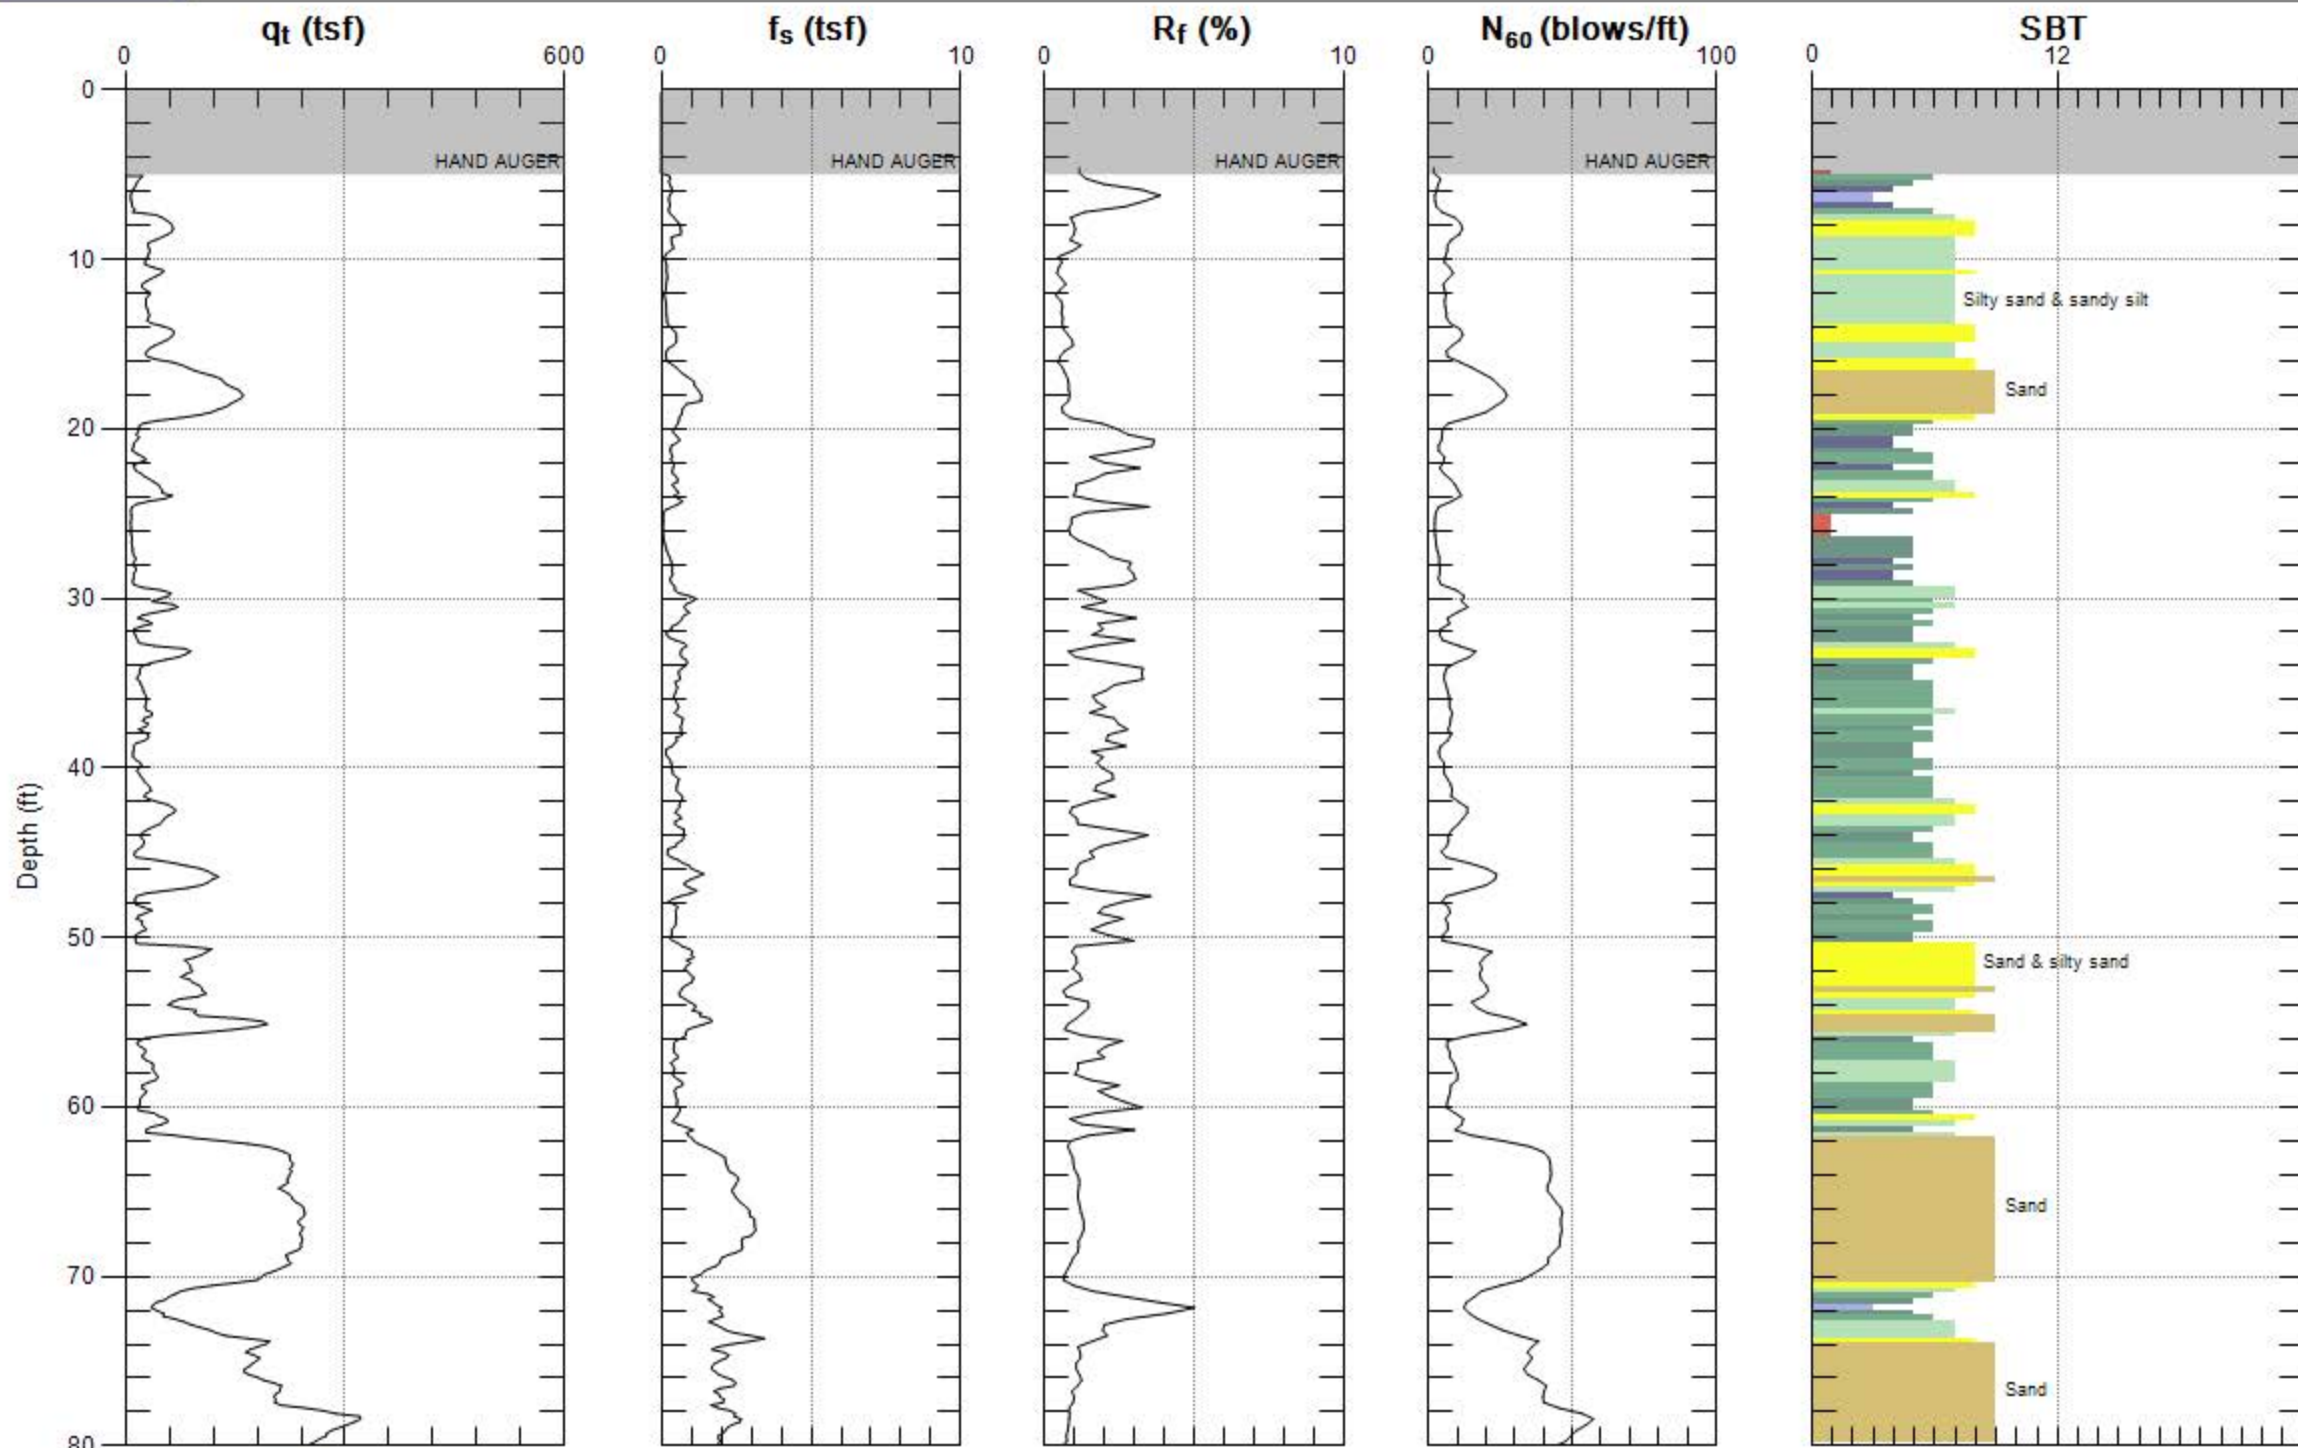 qt (tsf)
fs (tsf)
Rf (%)
N60 (blows/ft)
SBT
0
600
0
10
0
10
0
100
0
12
0
HAND AUGER
HAND AUGER
HAND AUGER
HAND AUGER
10
Silty sand & sandy silt
Sand
20
30
40
Depth (ft)
50
Sand & silty sand
60
Sand
70
Sand
80